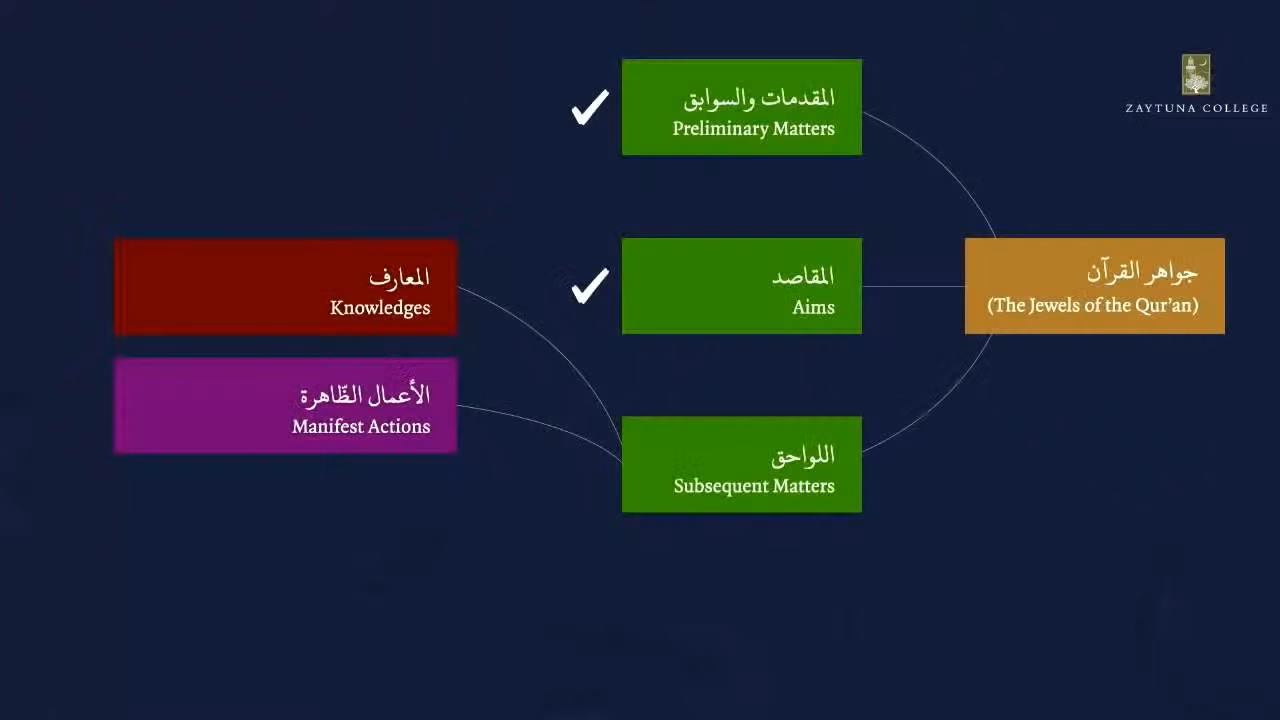 المقدمات والسوابق
Preliminary Matters
ZAYTUNA COLLEGE
جواهر القرآن
(The Jewels of the Qur’an)
المقاصد
Aims
المعارف
Knowledges
الأعمال الظّاهرة
Manifest Actions
اللواحق
Subsequent Matters